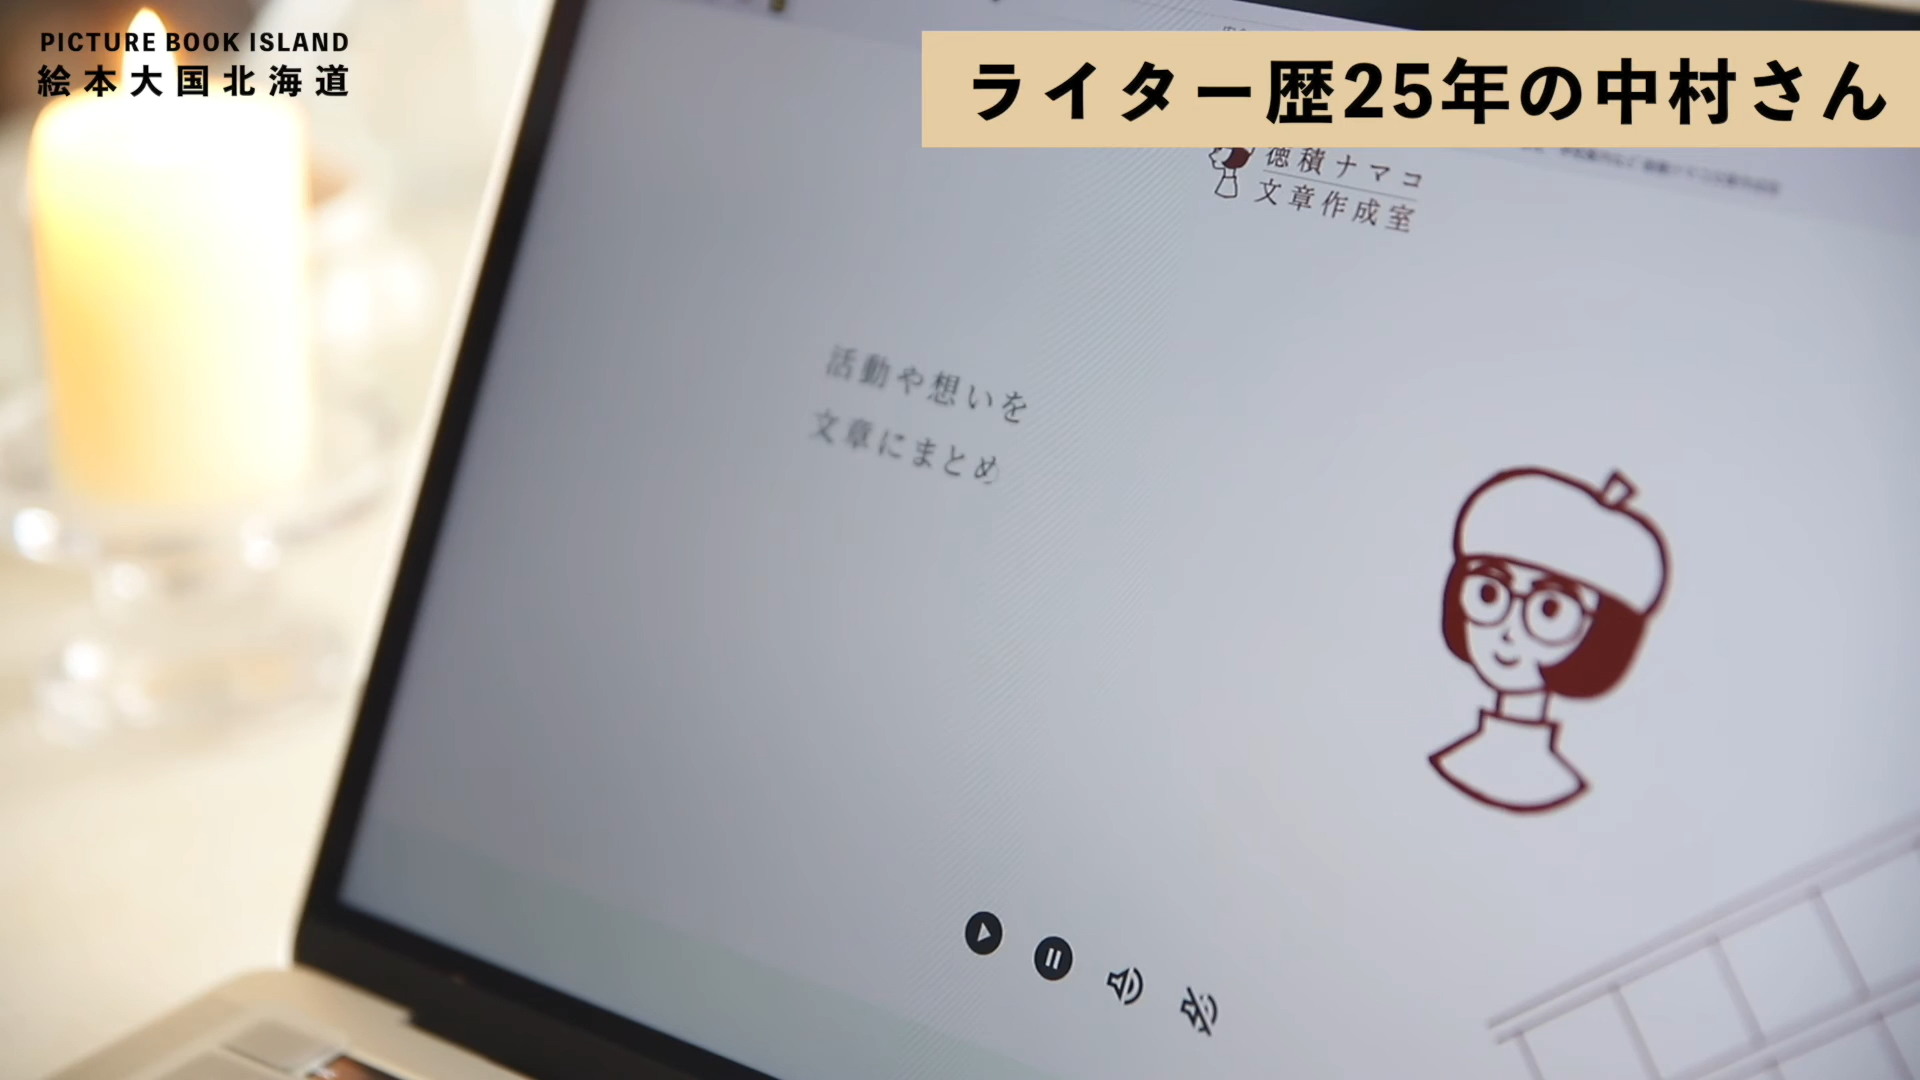 PICTURE BOOK ISLAND
絵本大国北海道
ライター歴25年の中村さん
徳積ナマコ
文章作成室
活動や想いを
文章にまとめ